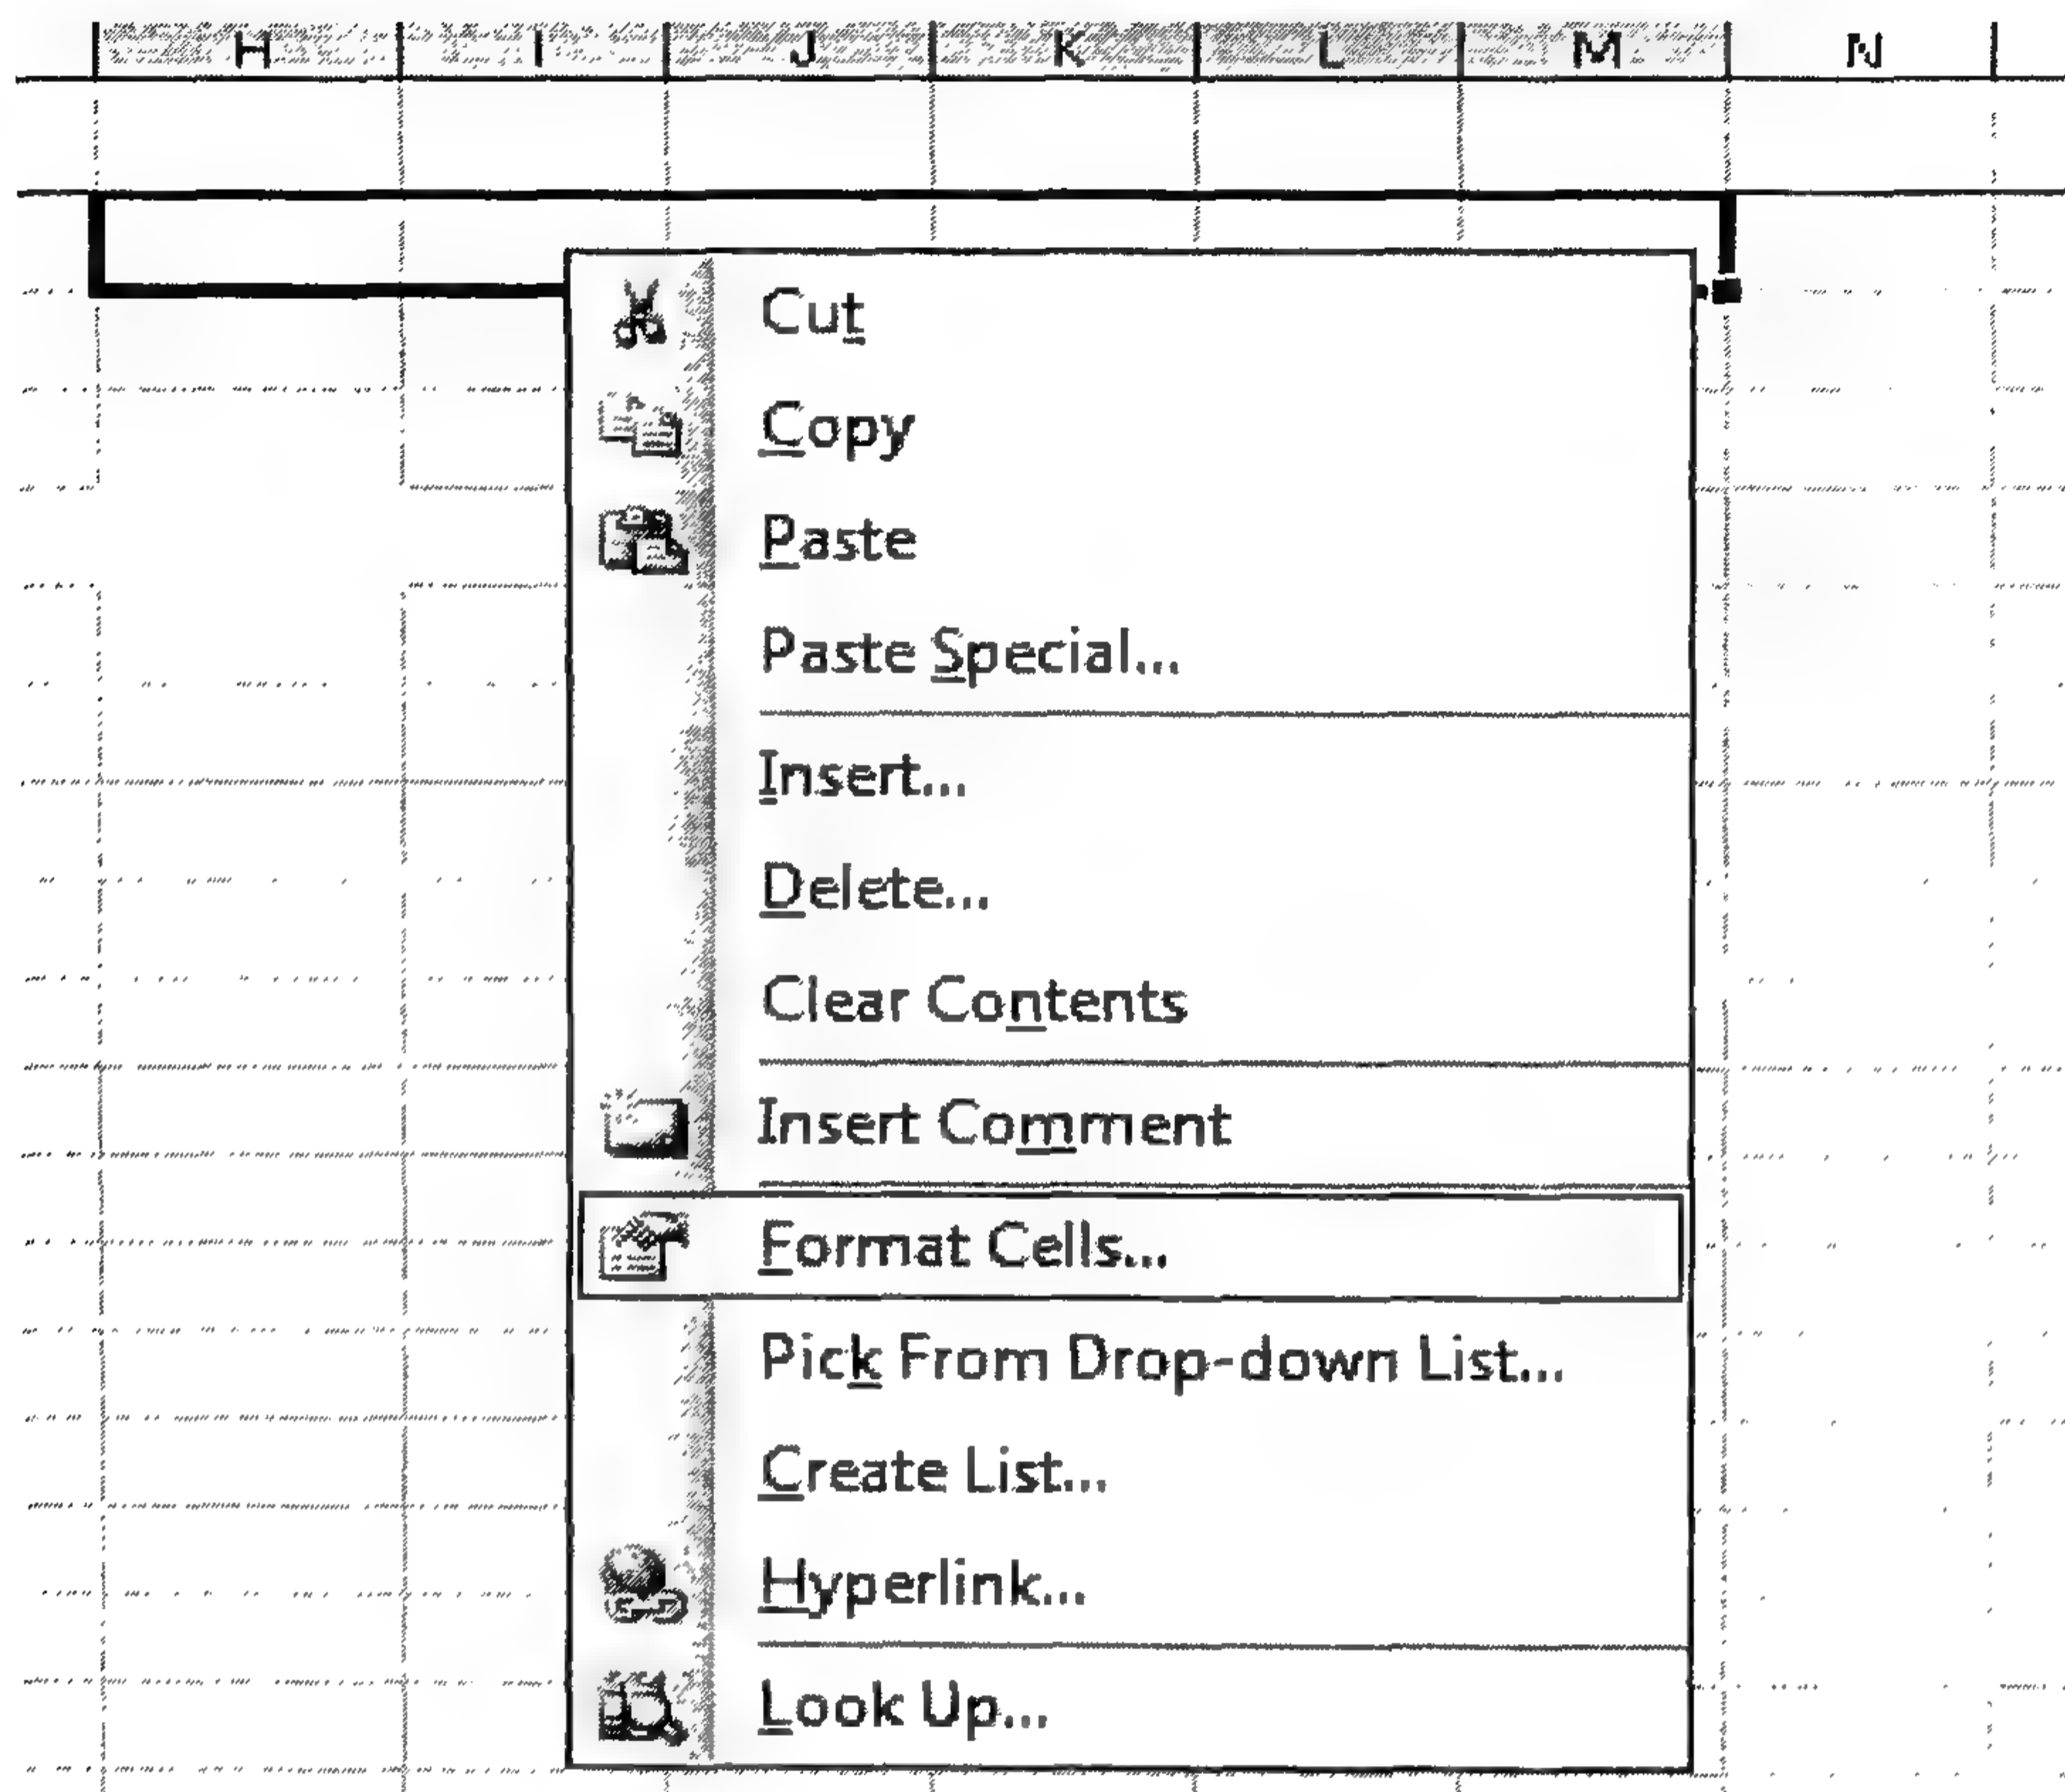 H I J K L M N
Cut
Copy
Paste
Paste Special...
Insert...
Delete...
Clear Contents
Insert Comment
Format Cells...
Pick From Drop-down List...
Create List...
Hyperlink...
Look Up...